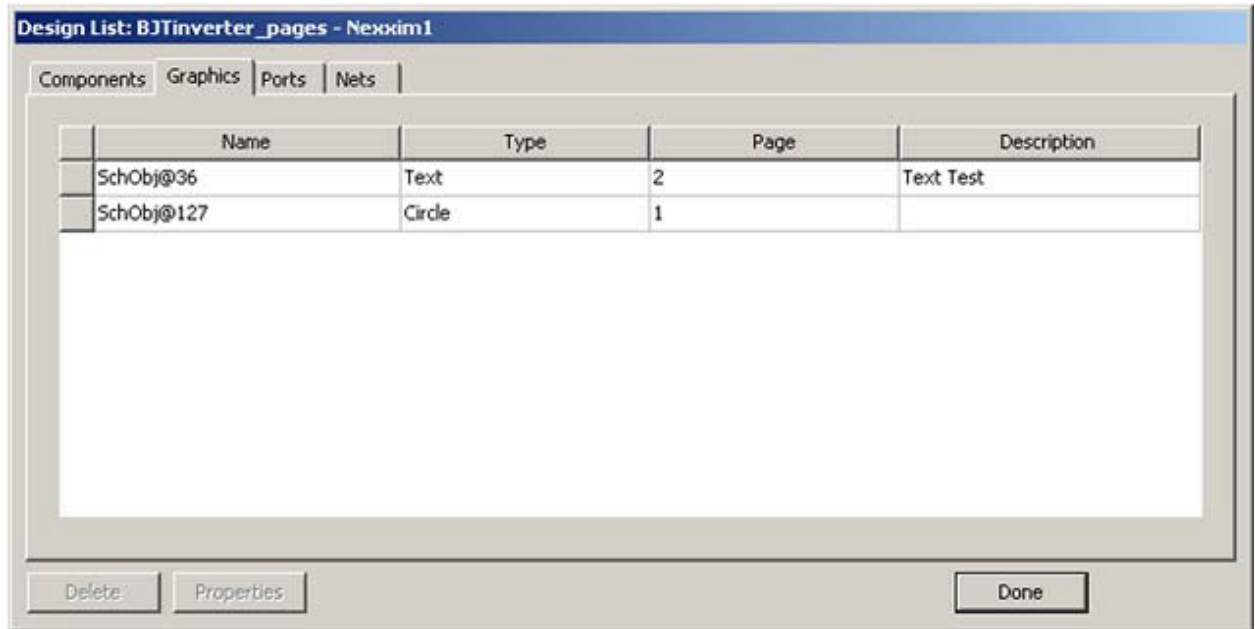 Design List: BJTinverter_pages - Nexxim1
Components Graphics Ports Nets
Name Type Page Description
SchObj@36 Text 2 Text Test
SchObj@127 Circle 1
Delete Properties Done